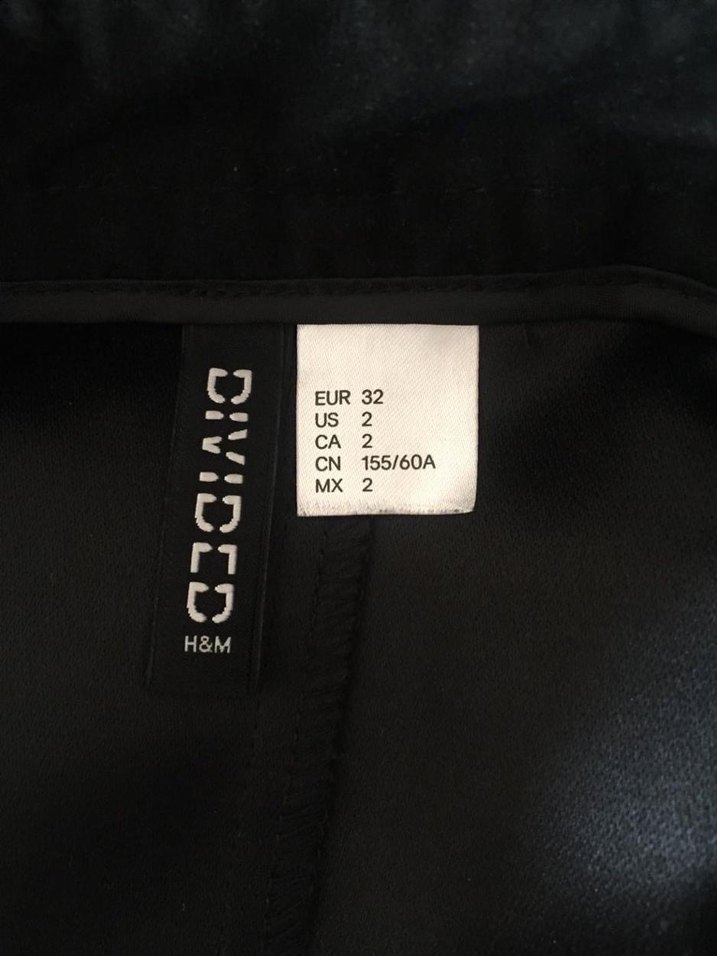 DIVIDED
H&M
EUR 32
US 2
CA 2
CN 155/60A
MX 2